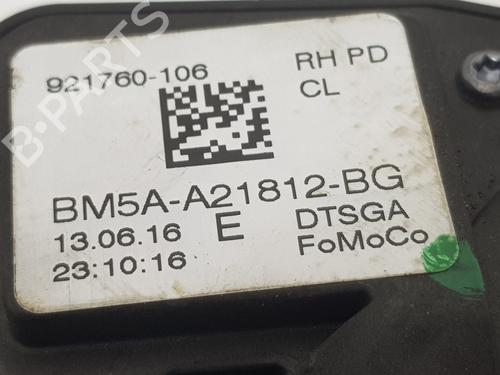 921760-106
RH PD
CL
BM5A-A21812-BG
13.06.16 E DTSGA
23:10:16 FoMoCo
B-PARTS